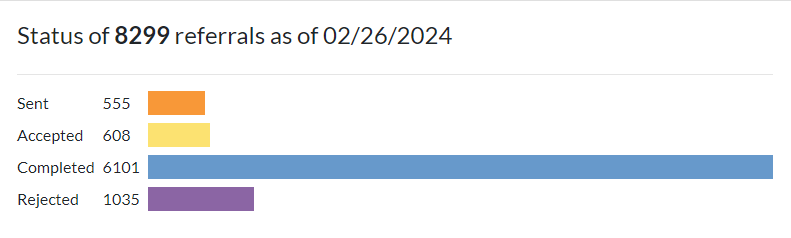 Status of 8299 referrals as of 02/26/2024
Sent 555
Accepted 608
Completed 6101
Rejected 1035